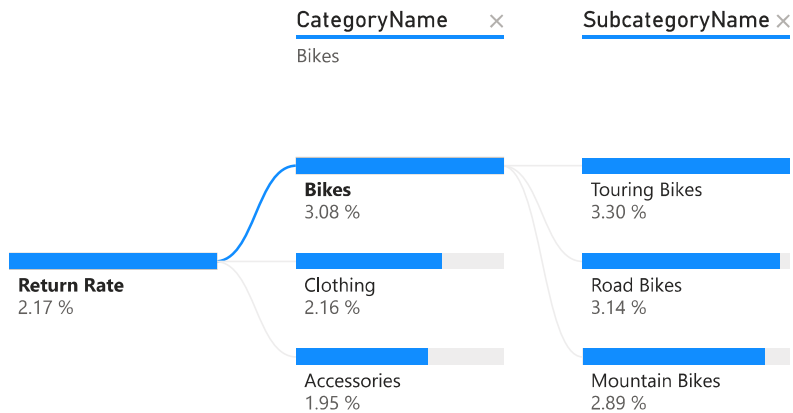 CategoryName ×
SubcategoryName ×
Bikes
Bikes
3.08 %
Touring Bikes
3.30 %
Return Rate
2.17 %
Clothing
2.16 %
Road Bikes
3.14 %
Accessories
1.95 %
Mountain Bikes
2.89 %